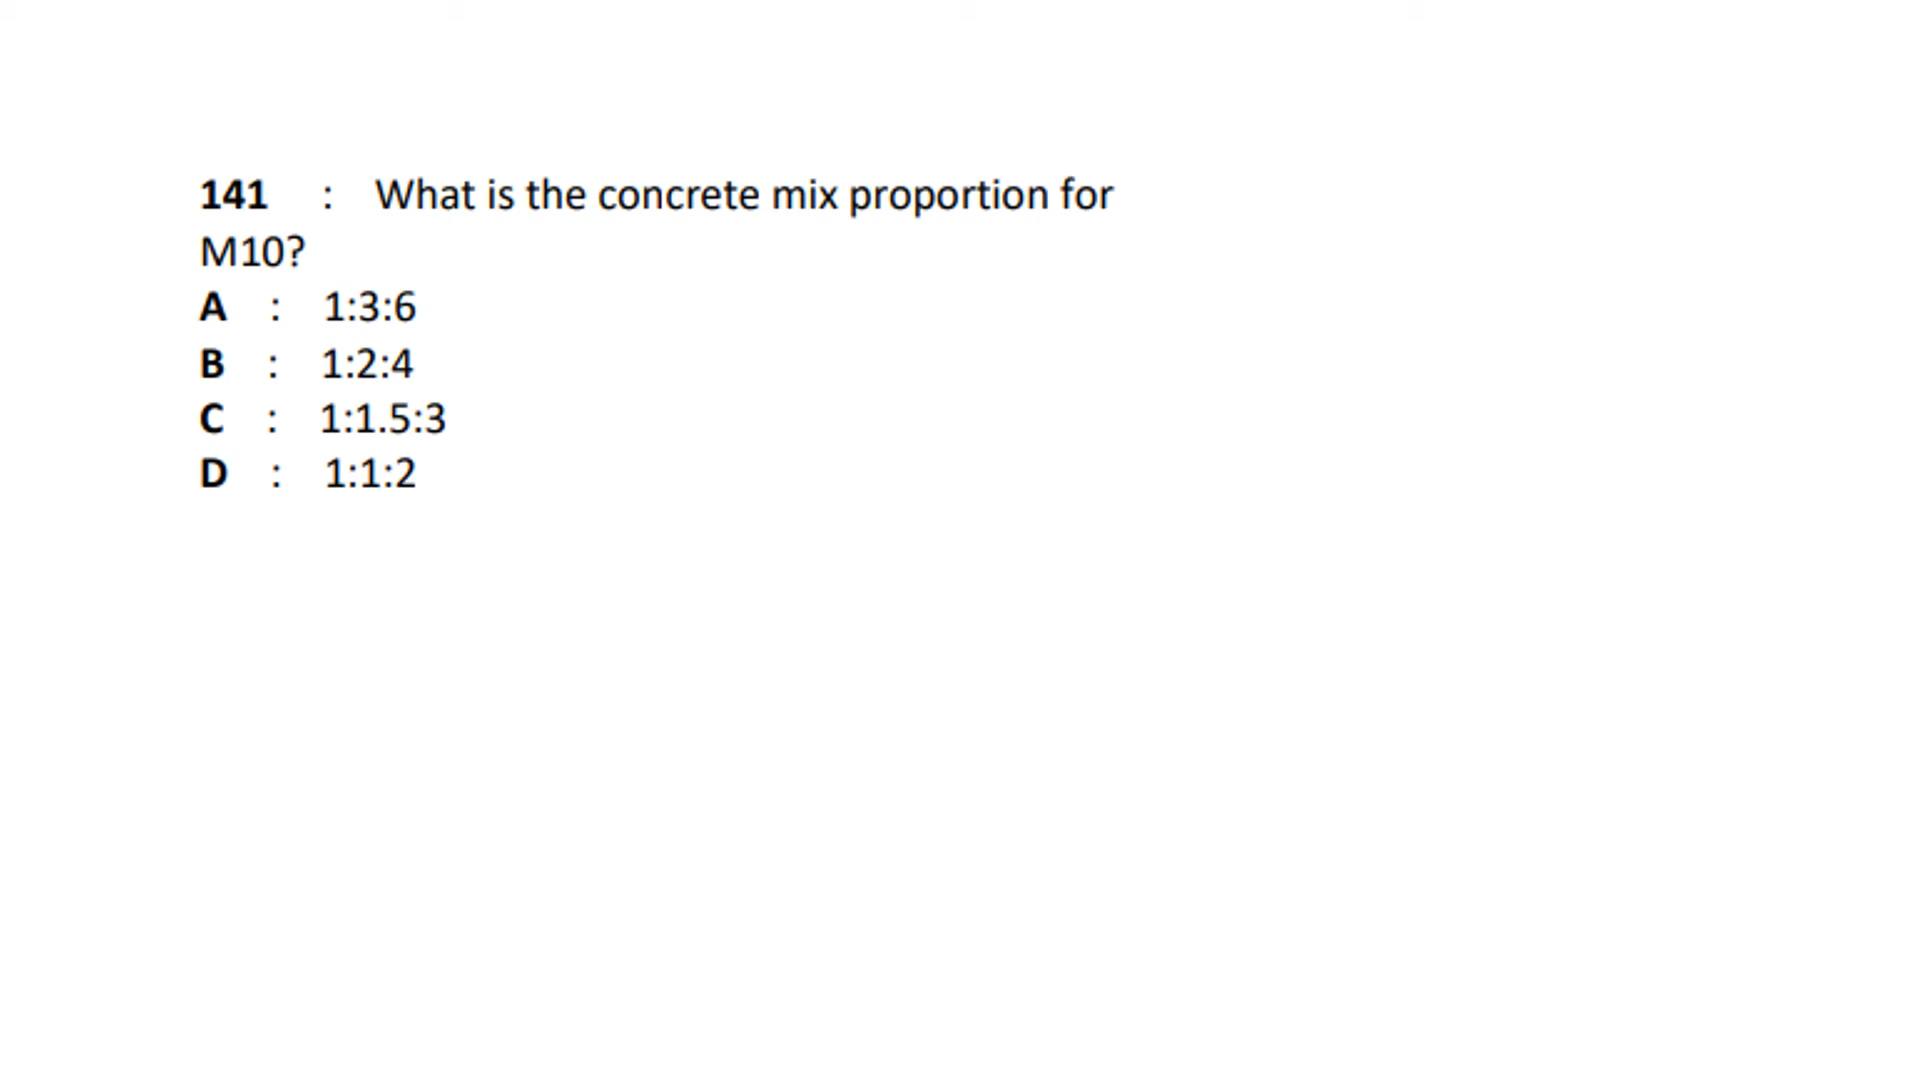 141 : What is the concrete mix proportion for
M10?
A : 1:3:6
B : 1:2:4
C : 1:1.5:3
D : 1:1:2